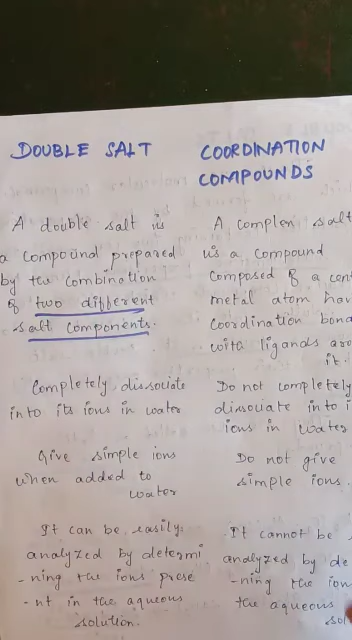 DOUBLE SALT
A double salt is
a compound prepared
by the combination
of two different
salt components.
Completely dissociate
into its ions in water
Give simple ions
when added to
water
It can be easily
analyzed by determi
-ning the ions prese
-nt in the aqueous
solution.
COORDINATION
COMPOUNDS
A complex salt
is a compound
composed of a cent
metal atom hav
coordination bon
with ligands aro
it.
Do not completely
dissociate into i
ions in water
Do not give
simple ions.
It cannot be
analyzed by de
-ning the ion
the aqueous
sol